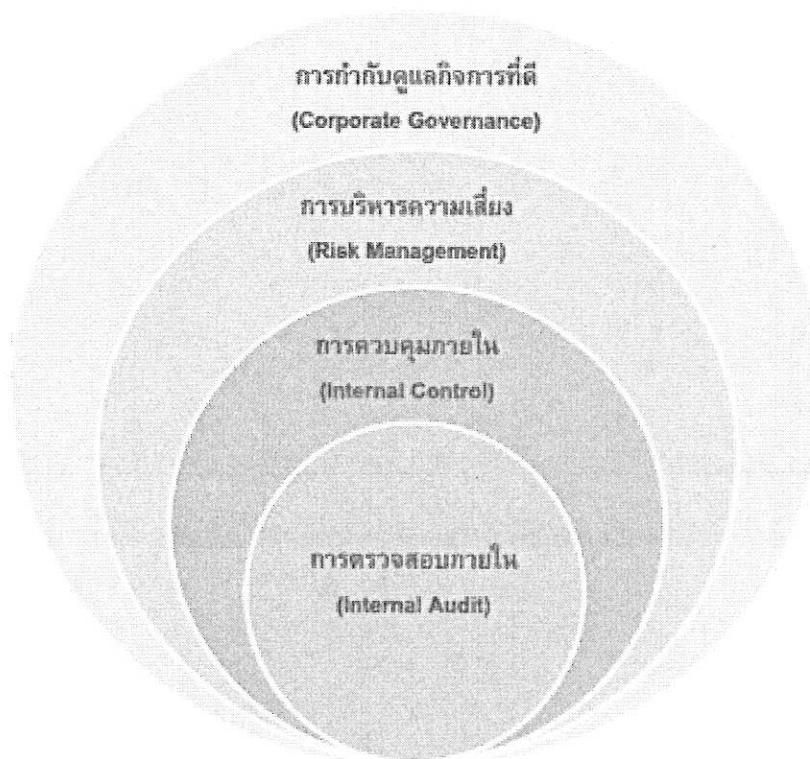 การกำกับดูแลกิจการที่ดี
(Corporate Governance)
การบริหารความเสี่ยง
(Risk Management)
การควบคุมภายใน
(Internal Control)
การตรวจสอบภายใน
(Internal Audit)